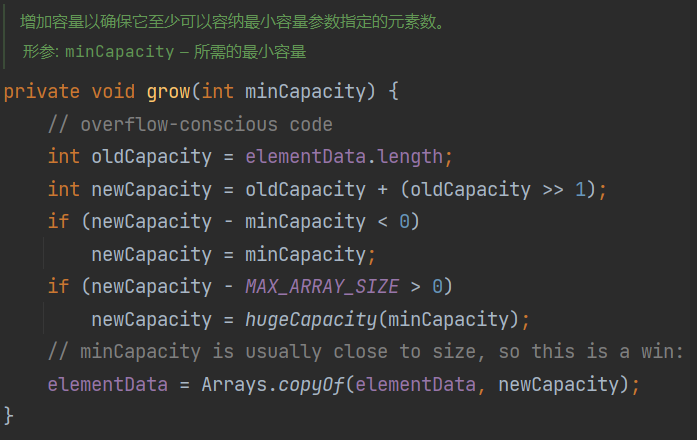 增加容量以确保它至少可以容纳最小容量参数指定的元素数。
形参: minCapacity – 所需的最小容量
private void grow(int minCapacity) {
    // overflow-conscious code
    int oldCapacity = elementData.length;
    int newCapacity = oldCapacity + (oldCapacity >> 1);
    if (newCapacity - minCapacity < 0)
        newCapacity = minCapacity;
    if (newCapacity - MAX_ARRAY_SIZE > 0)
        newCapacity = hugeCapacity(minCapacity);
    // minCapacity is usually close to size, so this is a win:
    elementData = Arrays.copyOf(elementData, newCapacity);
}